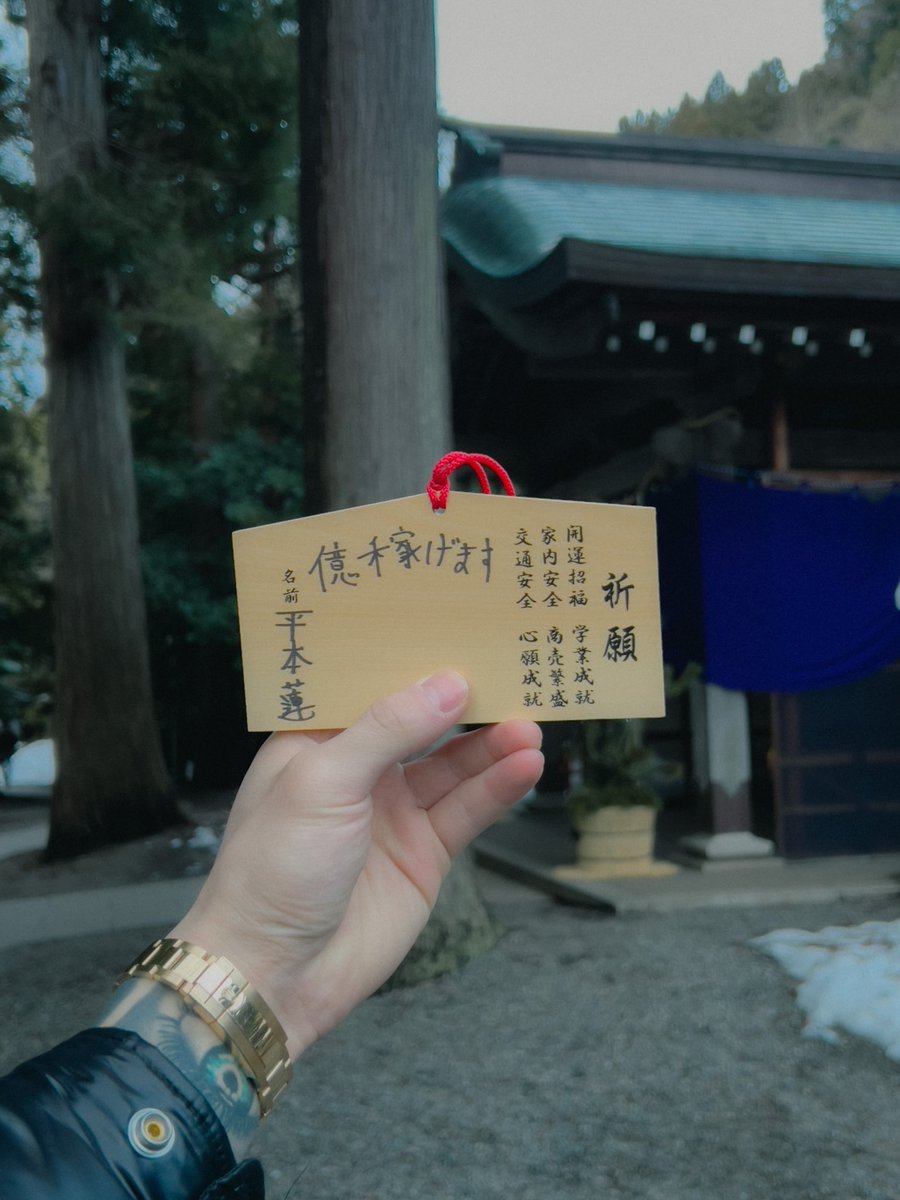 祈願
開運招福 学業成就
家内安全 商売繁盛
交通安全 心願成就
億稼げます
名前 平本蓮